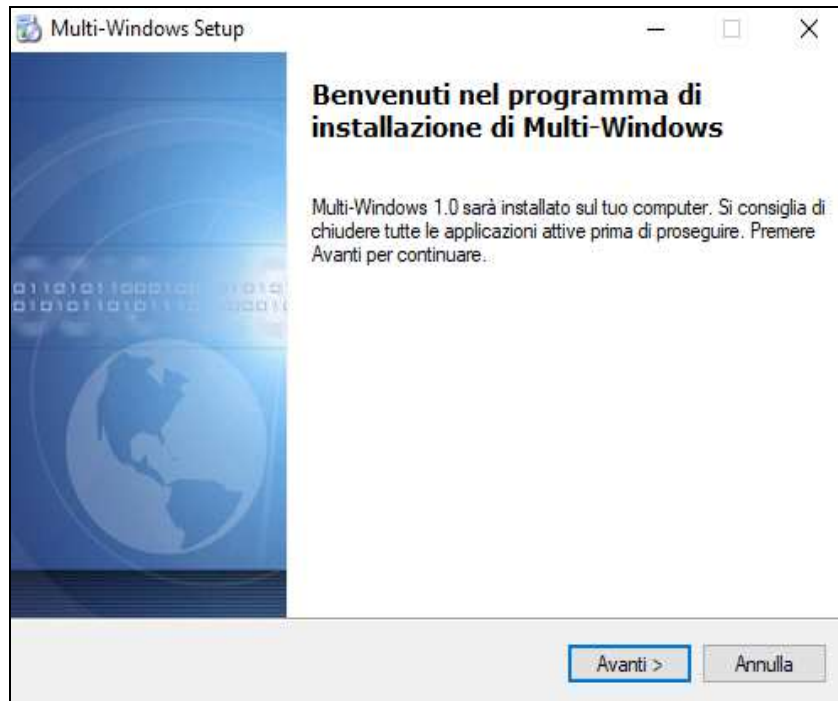 Multi-Windows Setup
Benvenuti nel programma di
installazione di Multi-Windows
Multi-Windows 1.0 sarà installato sul tuo computer. Si consiglia di
chiudere tutte le applicazioni attive prima di proseguire. Premere
Avanti per continuare.
Avanti >
Annulla